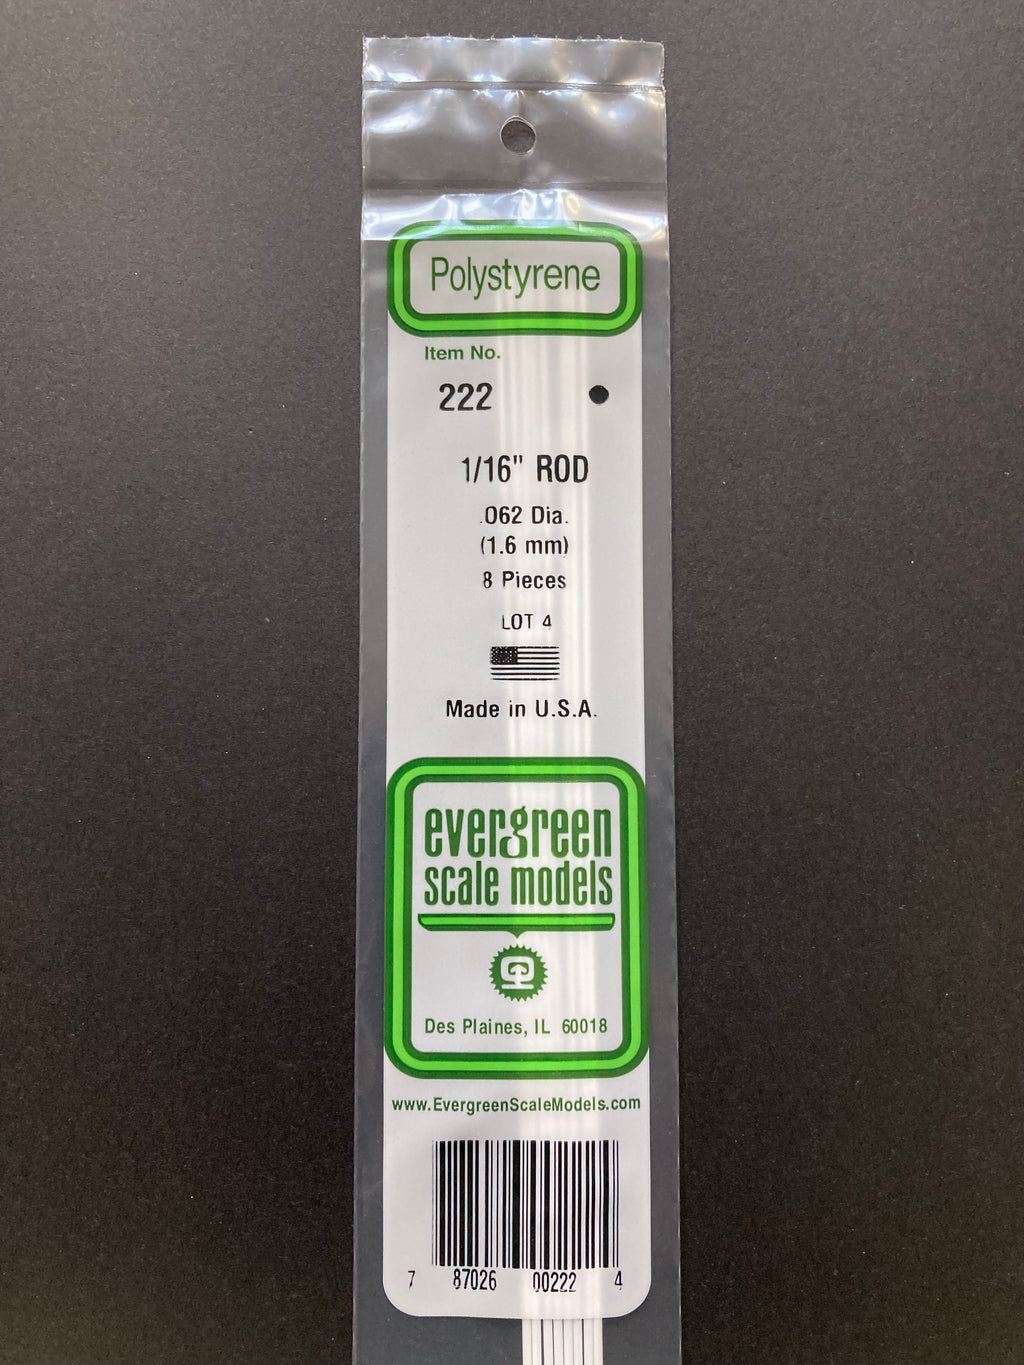 Polystyrene
Item No.
222
1/16" ROD
.062 Dia.
(1.6 mm)
8 Pieces
LOT 4
Made in U.S.A.
evergreen
scale models
Des Plaines, IL 60018
www.EvergreenScaleModels.com
7 87026 00222 4